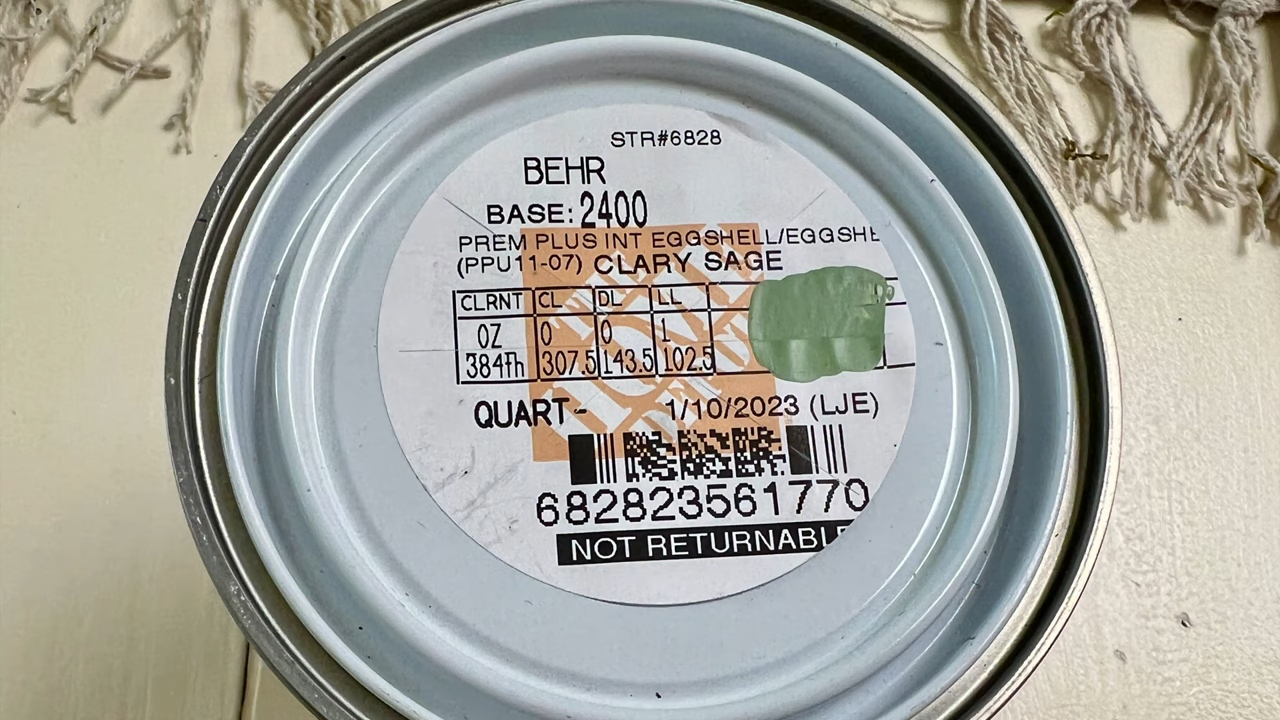 STR#6828
BEHR
BASE: 2400
PREM PLUS INT EGGSHELL/EGGSHE
(PPU11-07) CLARY SAGE
CLRNT CL DL LL
OZ 0 0 1
384fh 307.5 143.5 102.5
QUART- 1/10/2023 (LJE)
682823561770
NOT RETURNABLE